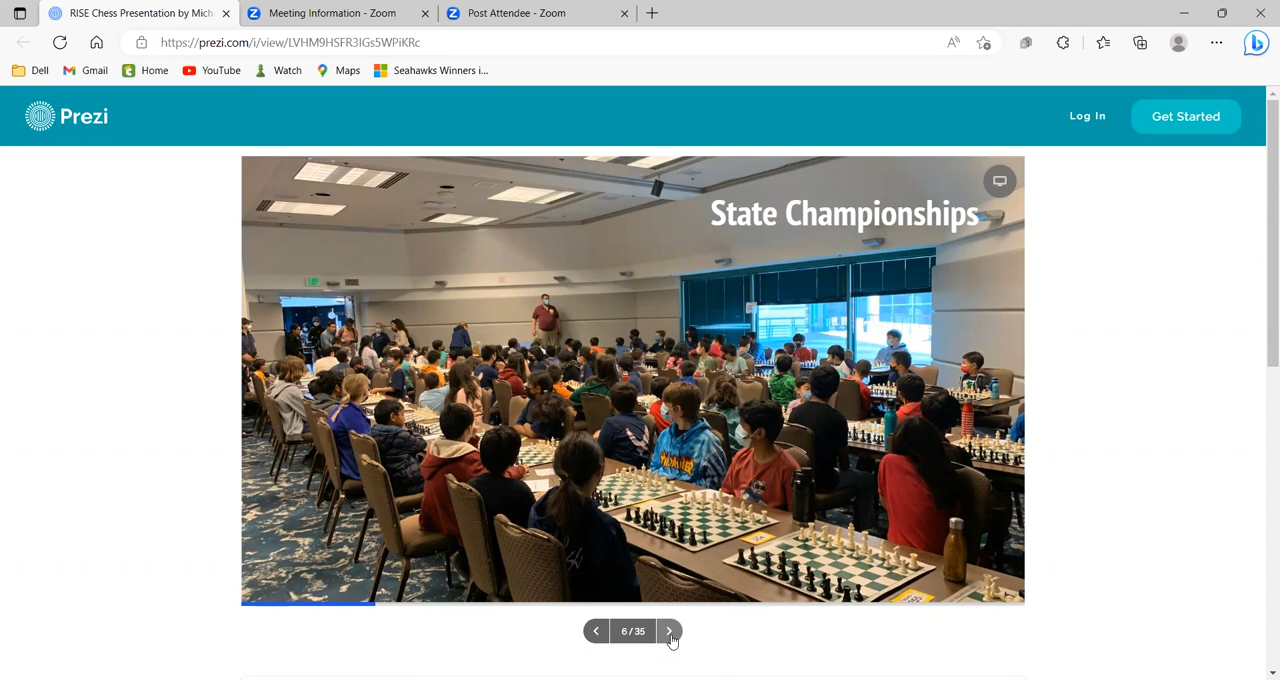 RISE Chess Presentation by Mich
Meeting Information - Zoom
Post Attendee - Zoom
https://prezi.com/i/view/LVHM9HSFR3IGs5WPiKRc
Dell
Gmail
Home
YouTube
Watch
Maps
Seahawks Winners i...
Prezi
Log In
Get Started
State Championships
6 / 35